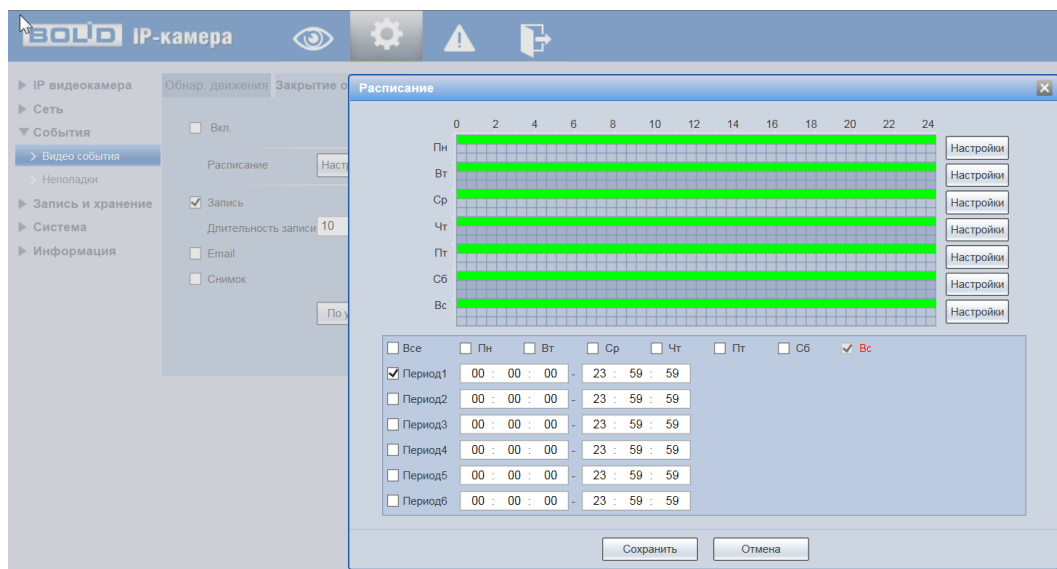 BOLID IP-камера
IP видеокамера
Сеть
События
Видео события
Неполадки
Запись и хранение
Система
Информация
Обнар. движения Закрытие о
Вкл.
Расписание Наст
Запись
Длительность записи 10
Email
Снимок
По у
Расписание
0 2 4 6 8 10 12 14 16 18 20 22 24
Пн Настройки
Вт Настройки
Ср Настройки
Чт Настройки
Пт Настройки
Сб Настройки
Вс Настройки
Все Пн Вт Ср Чт Пт Сб Вс
Период1 00 : 00 : 00 - 23 : 59 : 59
Период2 00 : 00 : 00 - 23 : 59 : 59
Период3 00 : 00 : 00 - 23 : 59 : 59
Период4 00 : 00 : 00 - 23 : 59 : 59
Период5 00 : 00 : 00 - 23 : 59 : 59
Период6 00 : 00 : 00 - 23 : 59 : 59
Сохранить Отмена